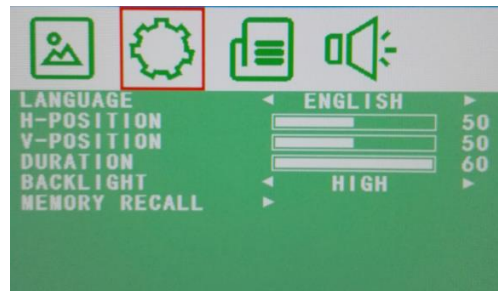 LANGUAGE ENGLISH
H-POSITION 50
V-POSITION 50
DURATION 60
BACKLIGHT HIGH
MEMORY RECALL